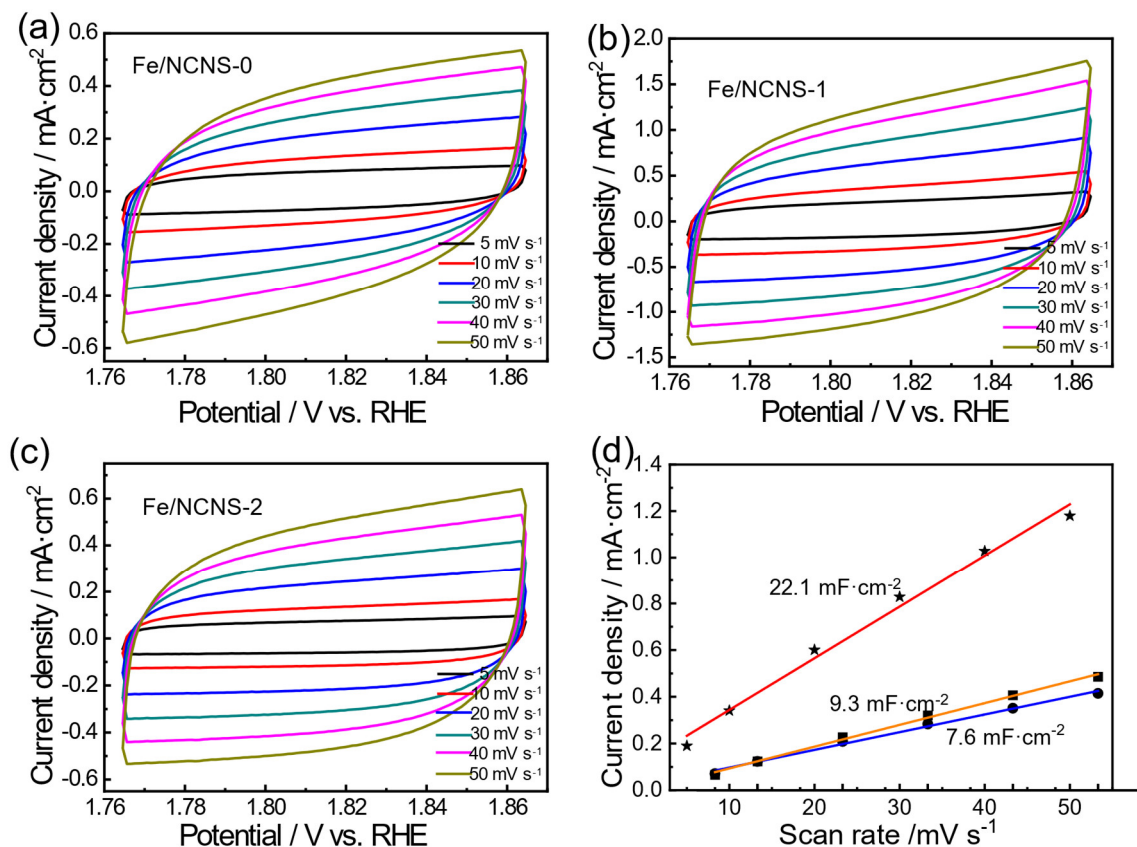 (a)
Fe/NCNS-0
0.6
0.4
0.2
0.0
-0.2
-0.4
-0.6
Current density / mA·cm-2
5 mV s-1
10 mV s-1
20 mV s-1
30 mV s-1
40 mV s-1
50 mV s-1
1.76 1.78 1.80 1.82 1.84 1.86
Potential / V vs. RHE
(b)
Fe/NCNS-1
2.0
1.5
1.0
0.5
0.0
-0.5
-1.0
-1.5
Current density / mA·cm-2
5 mV s-1
10 mV s-1
20 mV s-1
30 mV s-1
40 mV s-1
50 mV s-1
1.76 1.78 1.80 1.82 1.84 1.86
Potential / V vs. RHE
(c)
Fe/NCNS-2
0.6
0.4
0.2
0.0
-0.2
-0.4
-0.6
Current density / mA·cm-2
5 mV s-1
10 mV s-1
20 mV s-1
30 mV s-1
40 mV s-1
50 mV s-1
1.76 1.78 1.80 1.82 1.84 1.86
Potential / V vs. RHE
(d)
1.4
1.2
1.0
0.8
0.6
0.4
0.2
0.0
Current density / mA·cm-2
22.1 mF·cm-2
9.3 mF·cm-2
7.6 mF·cm-2
10 20 30 40 50
Scan rate /mV s-1